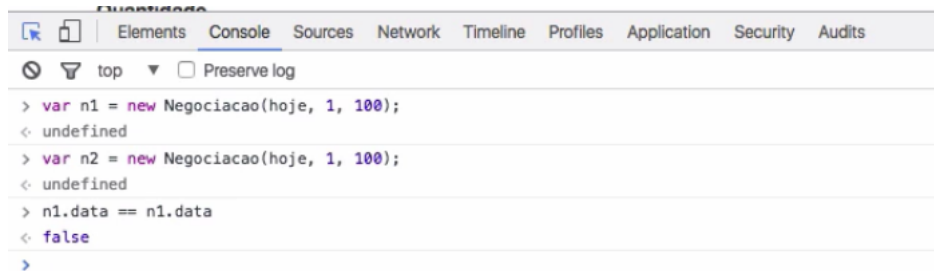 Quantidade
Elements Console Sources Network Timeline Profiles Application Security Audits
top ▼ Preserve log
> var n1 = new Negociacao(hoje, 1, 100);
<· undefined
> var n2 = new Negociacao(hoje, 1, 100);
<· undefined
> n1.data == n1.data
<· false
>